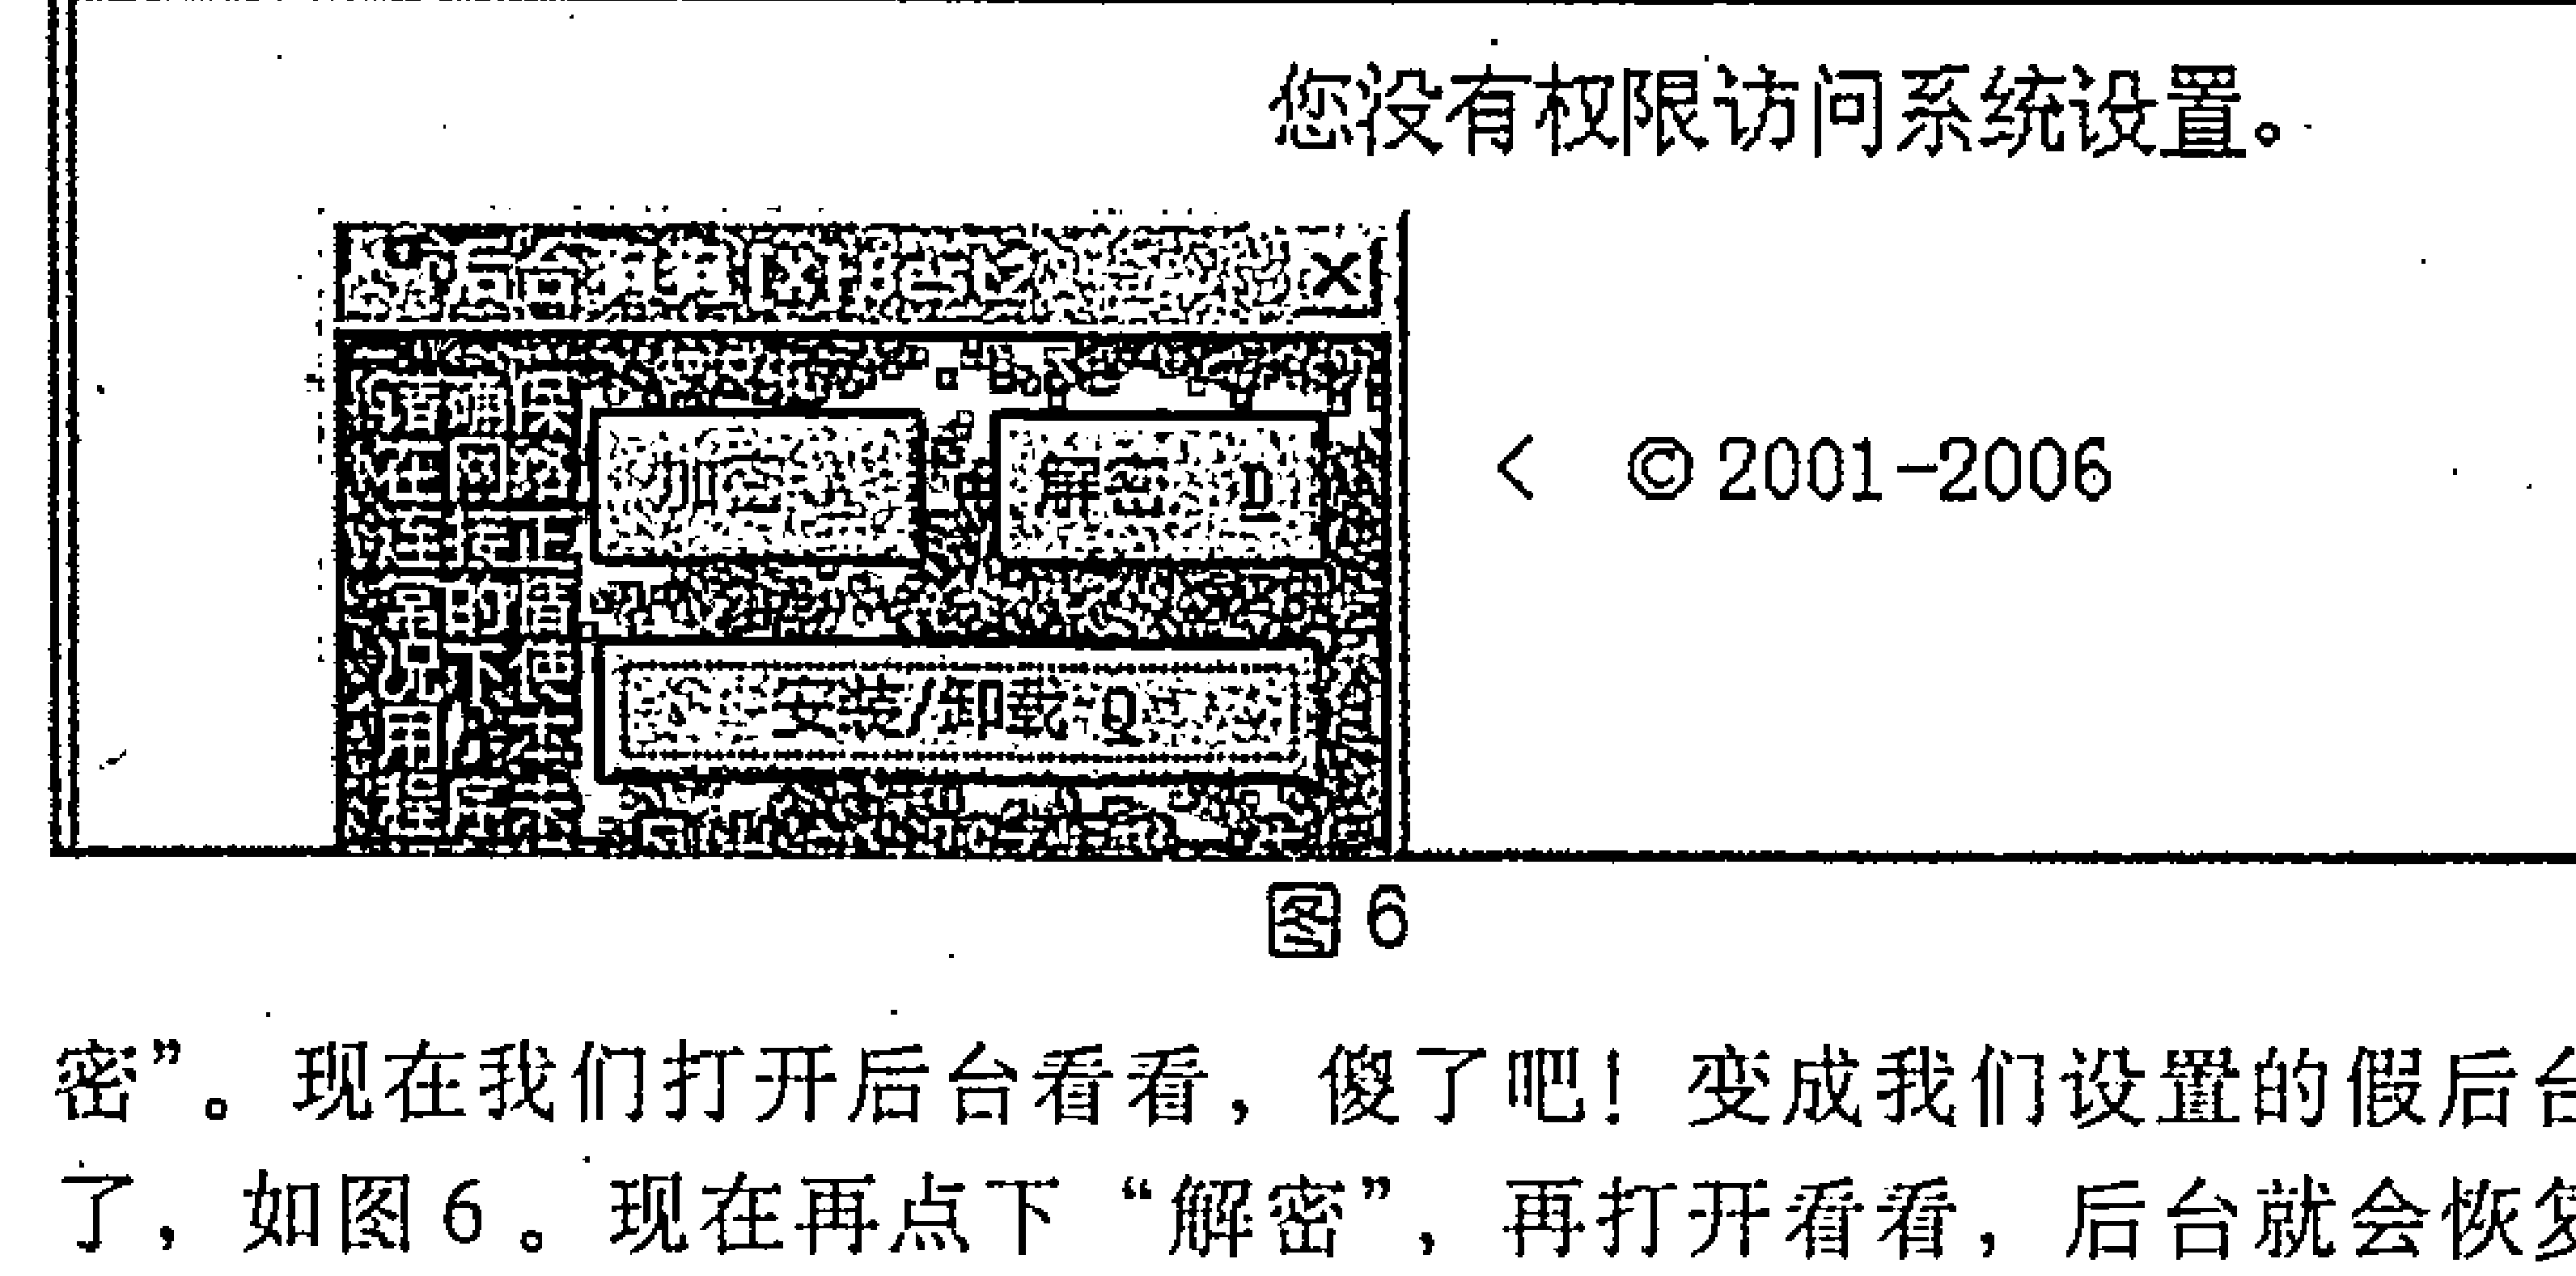 您没有权限访问系统设置。
解密 D
< © 2001-2006
安装/卸载 Q
图 6
密”。现在我们打开后台看看，傻了吧！变成我们设置的假后台
了，如图 6 。现在再点下“解密”，再打开看看，后台就会恢复